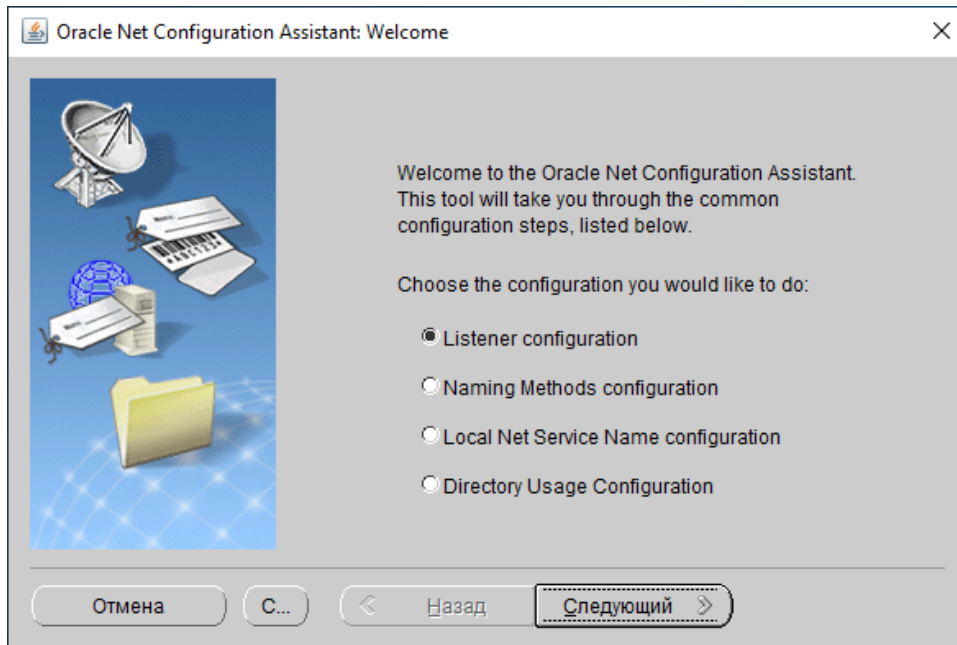 Oracle Net Configuration Assistant: Welcome
Welcome to the Oracle Net Configuration Assistant.
This tool will take you through the common
configuration steps, listed below.
Choose the configuration you would like to do:
Listener configuration
Naming Methods configuration
Local Net Service Name configuration
Directory Usage Configuration
Отмена
С...
Назад
Следующий